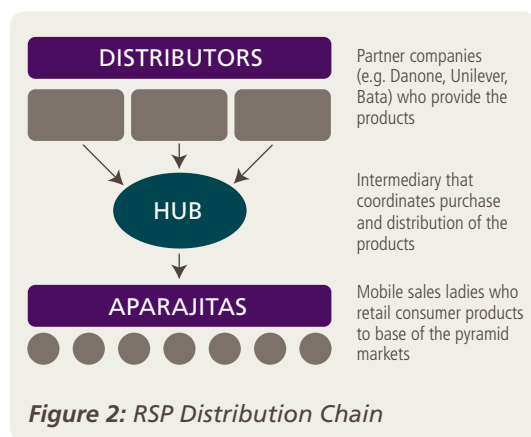 DISTRIBUTORS
Partner companies
(e.g. Danone, Unilever,
Bata) who provide the
products
HUB
Intermediary that
coordinates purchase
and distribution of the
products
APARAJITAS
Mobile sales ladies who
retail consumer products
to base of the pyramid
markets
Figure 2: RSP Distribution Chain